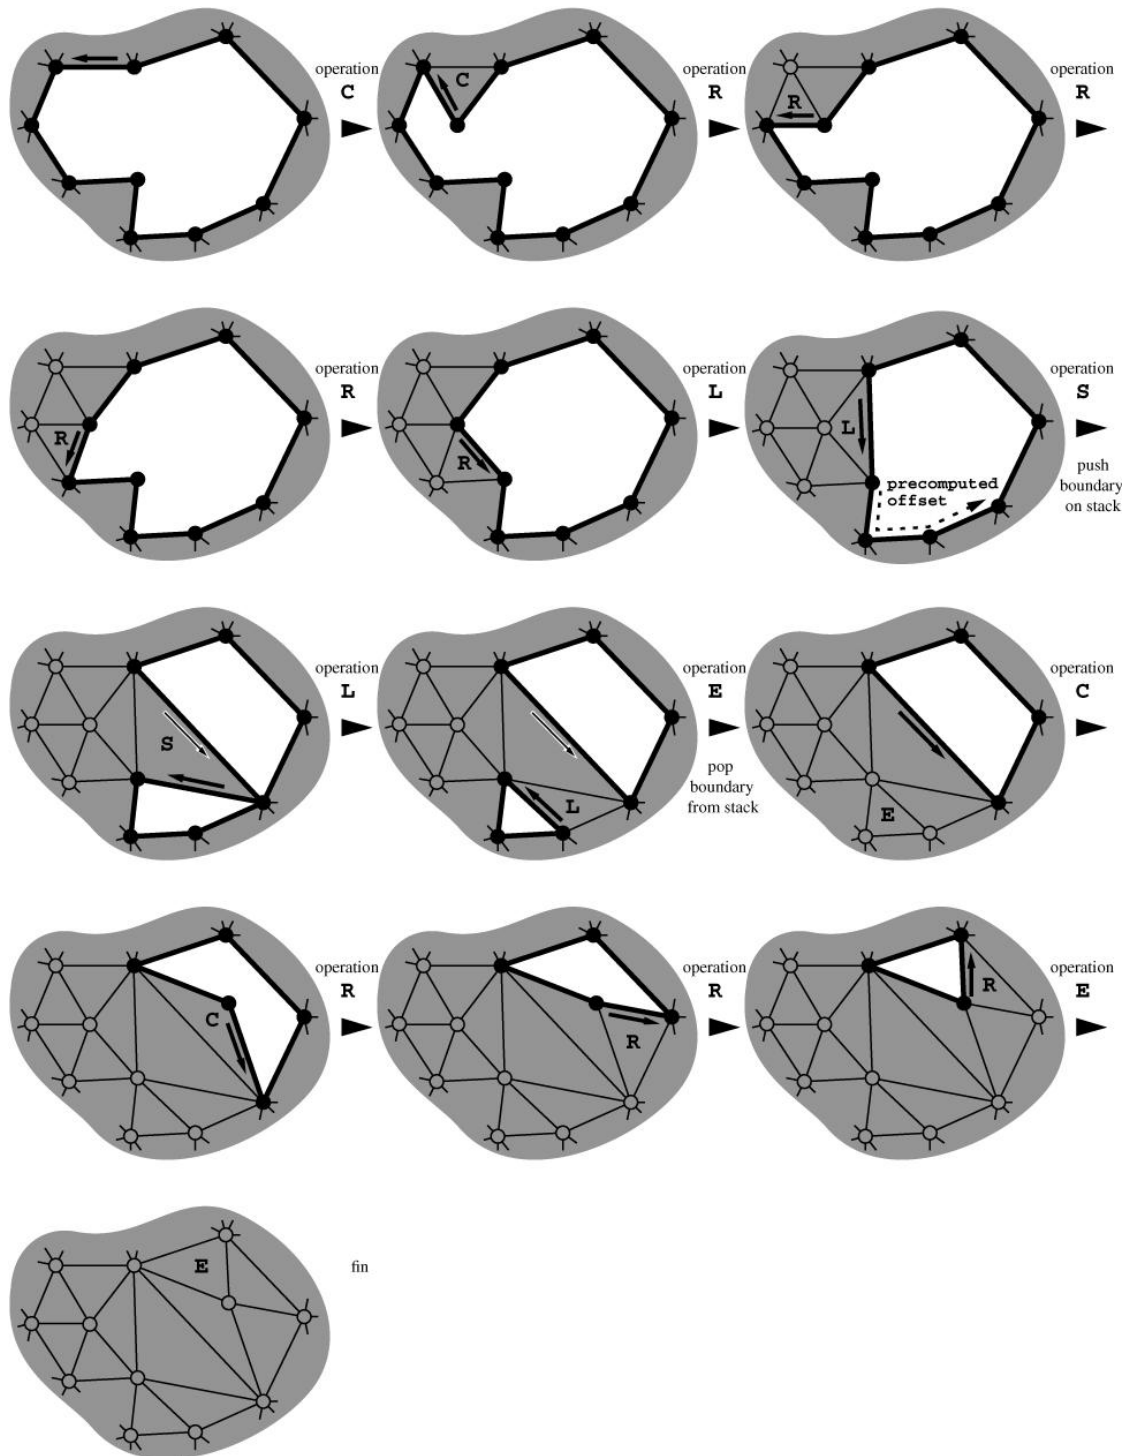 operation
C
C
operation
R
R
operation
R
R
operation
R
R
operation
L
L
precomputed
offset
operation
S
push
boundary
on stack
S
operation
L
L
operation
E
pop
boundary
from stack
E
operation
C
C
operation
R
R
operation
R
R
operation
E
E
fin